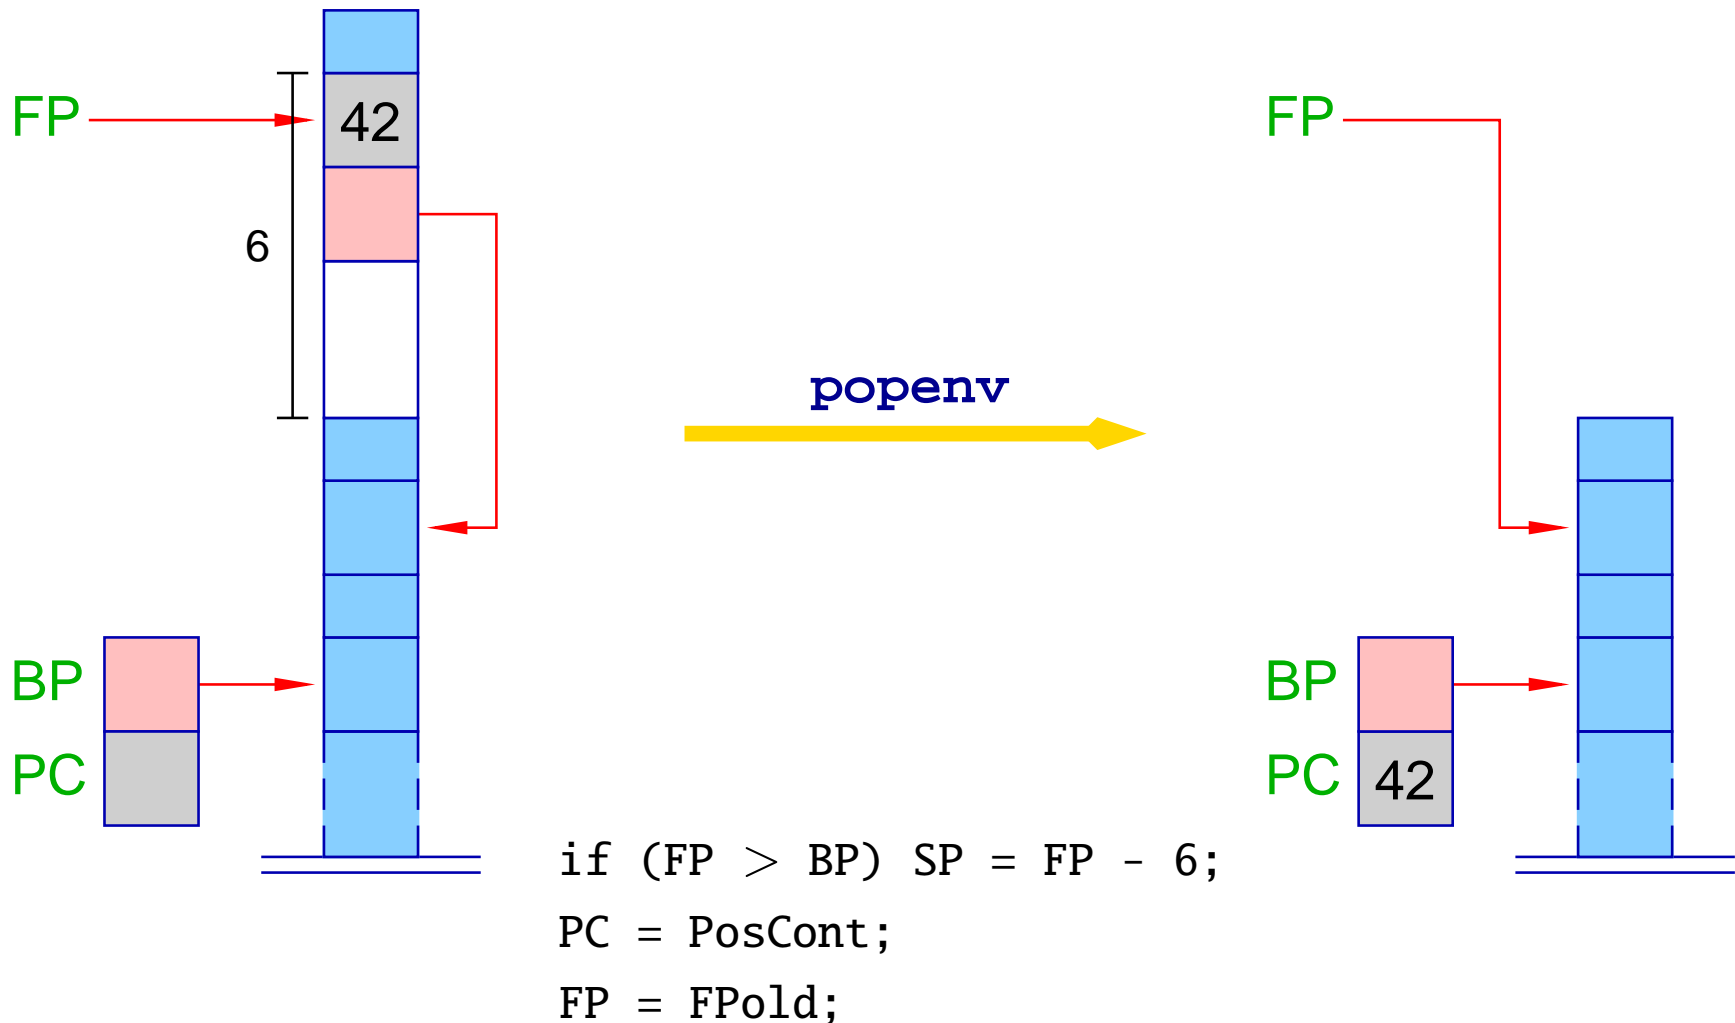 FP
42
6
BP
PC
popenv
FP
BP
PC
42
if (FP > BP) SP = FP - 6;
PC = PosCont;
FP = FPold;